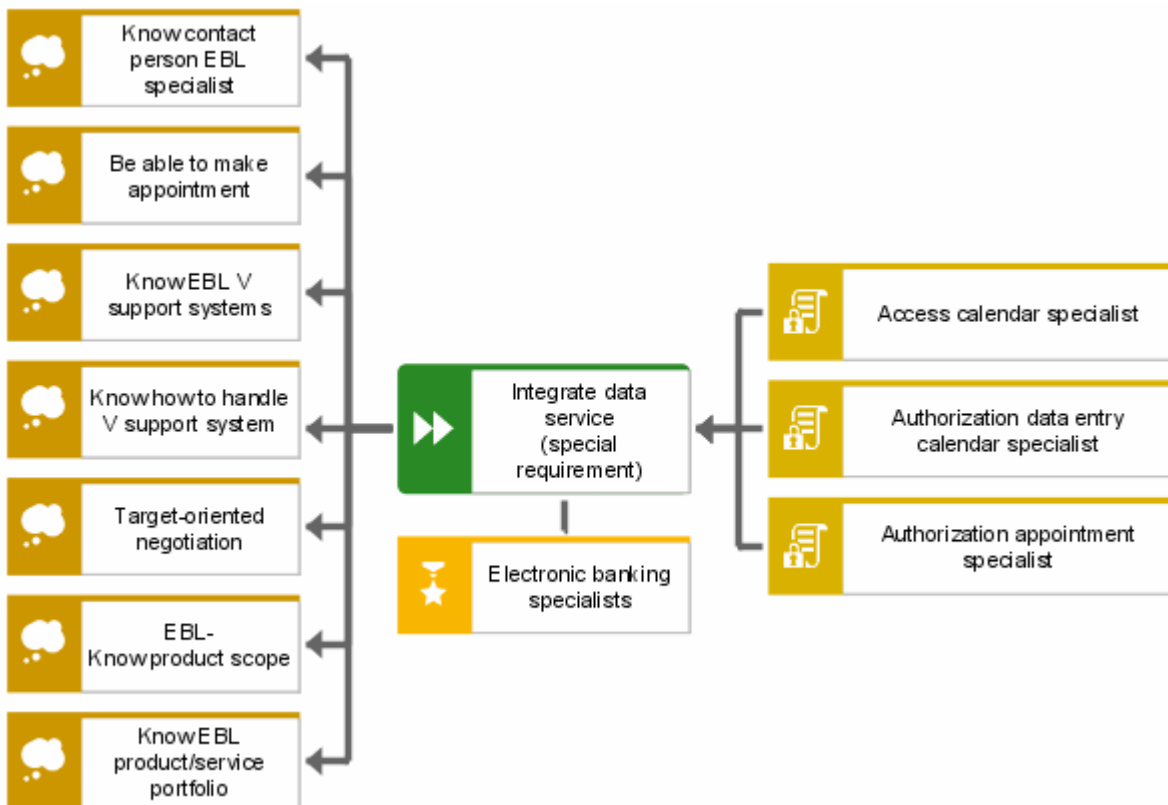 Know contact
person EBL
specialist
Be able to make
appointment
Know EBL V
support systems
Know how to handle
V support system
Target-oriented
negotiation
EBL-
Know product scope
Know EBL
product/service
portfolio
Integrate data
service
(special
requirement)
Electronic banking
specialists
Access calendar specialist
Authorization data entry
calendar specialist
Authorization appointment
specialist